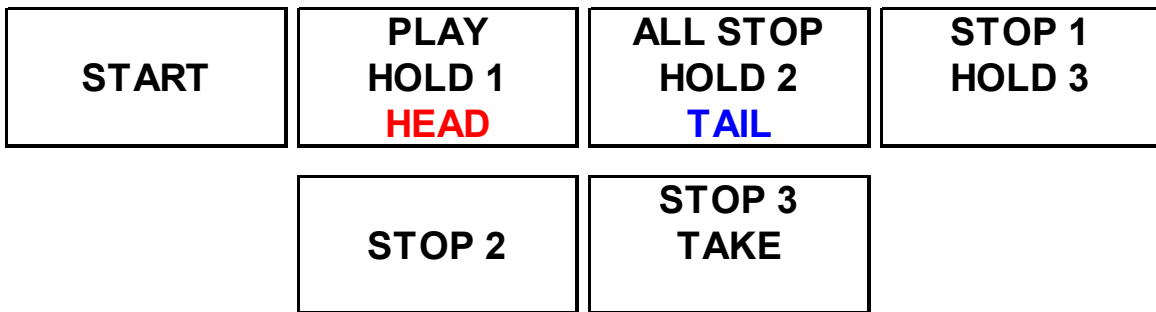 START
PLAY
HOLD 1
HEAD
ALL STOP
HOLD 2
TAIL
STOP 1
HOLD 3
STOP 2
STOP 3
TAKE